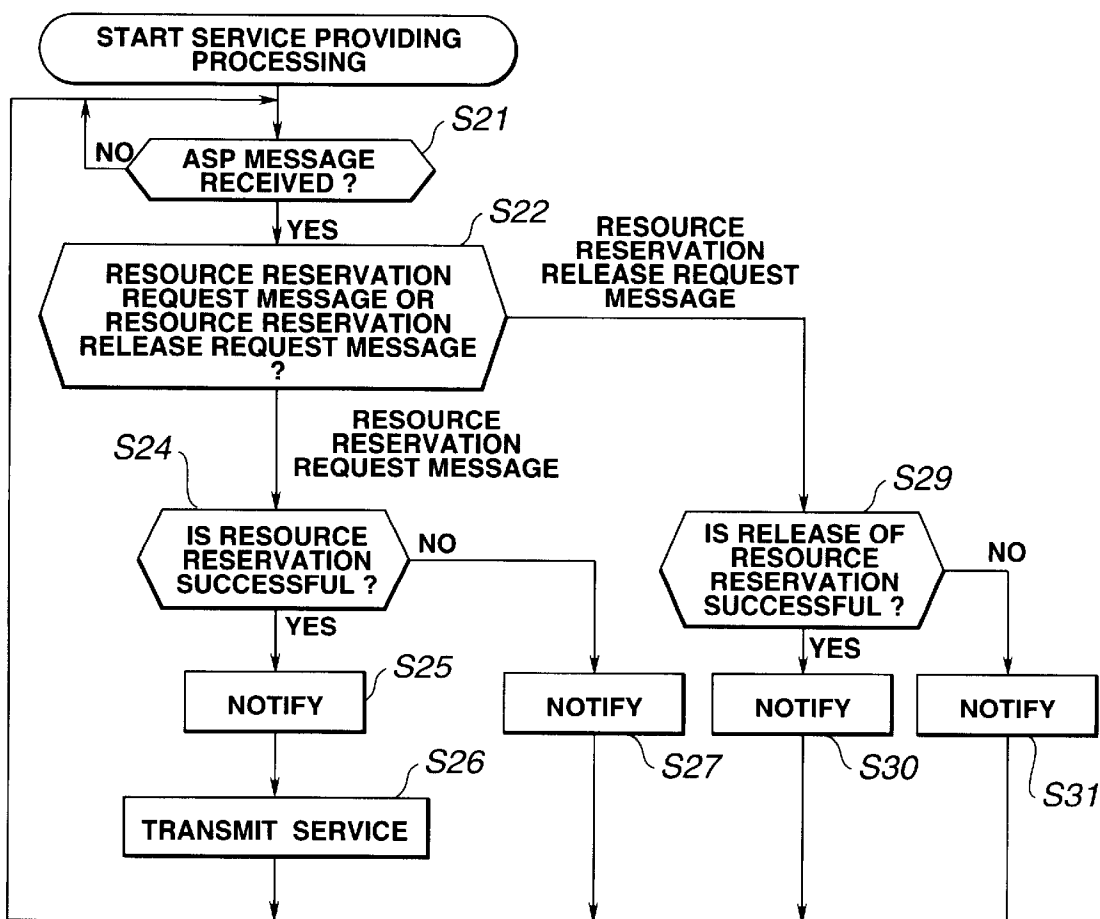 START SERVICE PROVIDING
PROCESSING
S21
NO
ASP MESSAGE
RECEIVED ?
YES
S22
RESOURCE RESERVATION
REQUEST MESSAGE OR
RESOURCE RESERVATION
RELEASE REQUEST MESSAGE
?
RESOURCE
RESERVATION
RELEASE REQUEST
MESSAGE
RESOURCE
RESERVATION
REQUEST MESSAGE
S24
IS RESOURCE
RESERVATION
SUCCESSFUL ?
NO
YES
S29
IS RELEASE OF
RESOURCE
RESERVATION
SUCCESSFUL ?
NO
YES
S25
NOTIFY
NOTIFY
S27
NOTIFY
S30
NOTIFY
S31
S26
TRANSMIT SERVICE